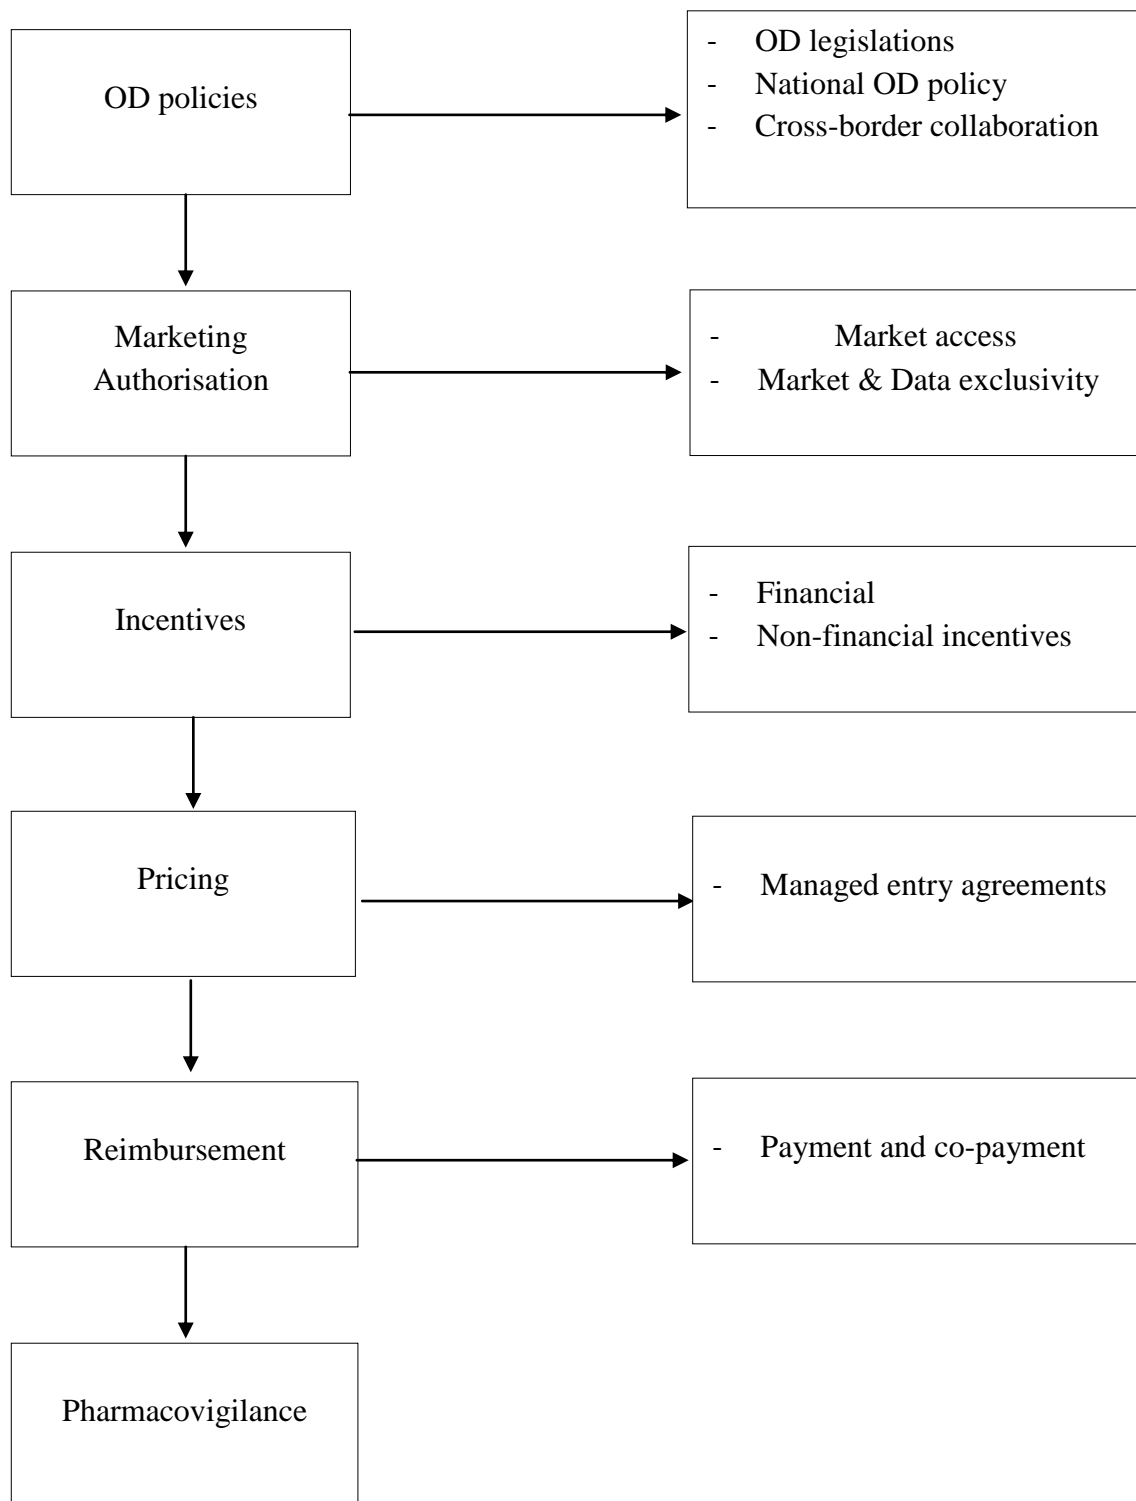 OD policies
- OD legislations
- National OD policy
- Cross-border collaboration
Marketing
Authorisation
- Market access
- Market & Data exclusivity
Incentives
- Financial
- Non-financial incentives
Pricing
- Managed entry agreements
Reimbursement
- Payment and co-payment
Pharmacovigilance